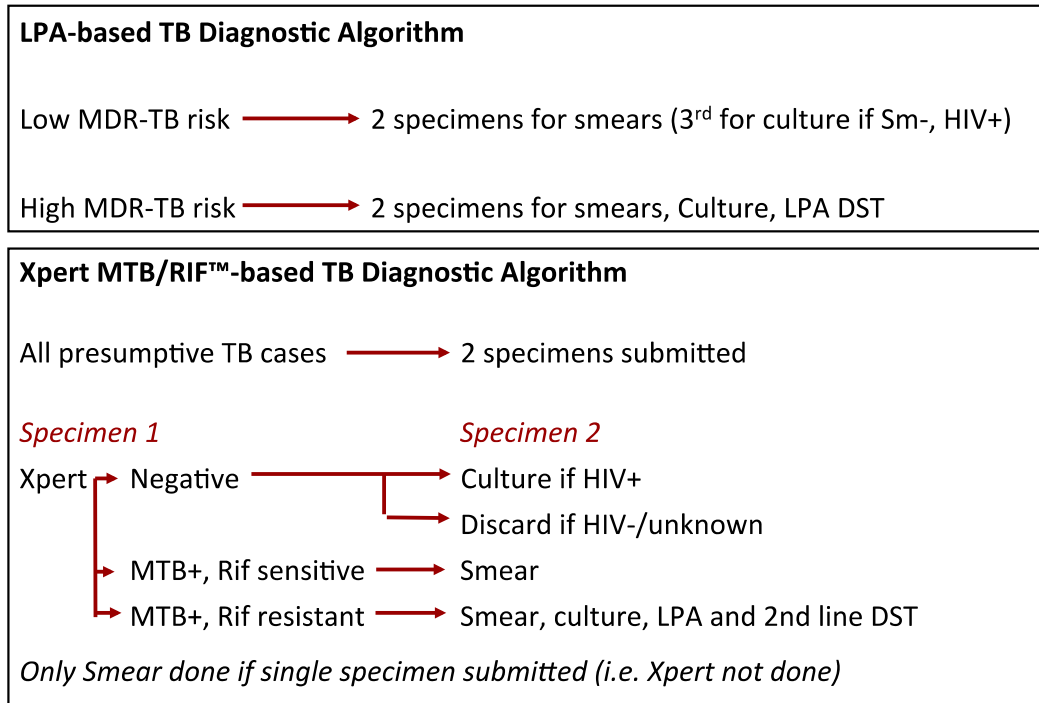 LPA-based TB Diagnostic Algorithm
Low MDR-TB risk 2 specimens for smears (3rd for culture if Sm-, HIV+)
High MDR-TB risk 2 specimens for smears, Culture, LPA DST
Xpert MTB/RIF™-based TB Diagnostic Algorithm
All presumptive TB cases 2 specimens submitted
Specimen 1 Specimen 2
Xpert Negative Culture if HIV+
Discard if HIV-/unknown
MTB+, Rif sensitive Smear
MTB+, Rif resistant Smear, culture, LPA and 2nd line DST
Only Smear done if single specimen submitted (i.e. Xpert not done)